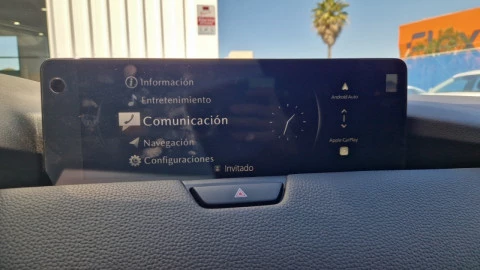 Información
Entretenimiento
Comunicación
Navegación
Configuraciones
Android Auto
Apple CarPlay
Invitado